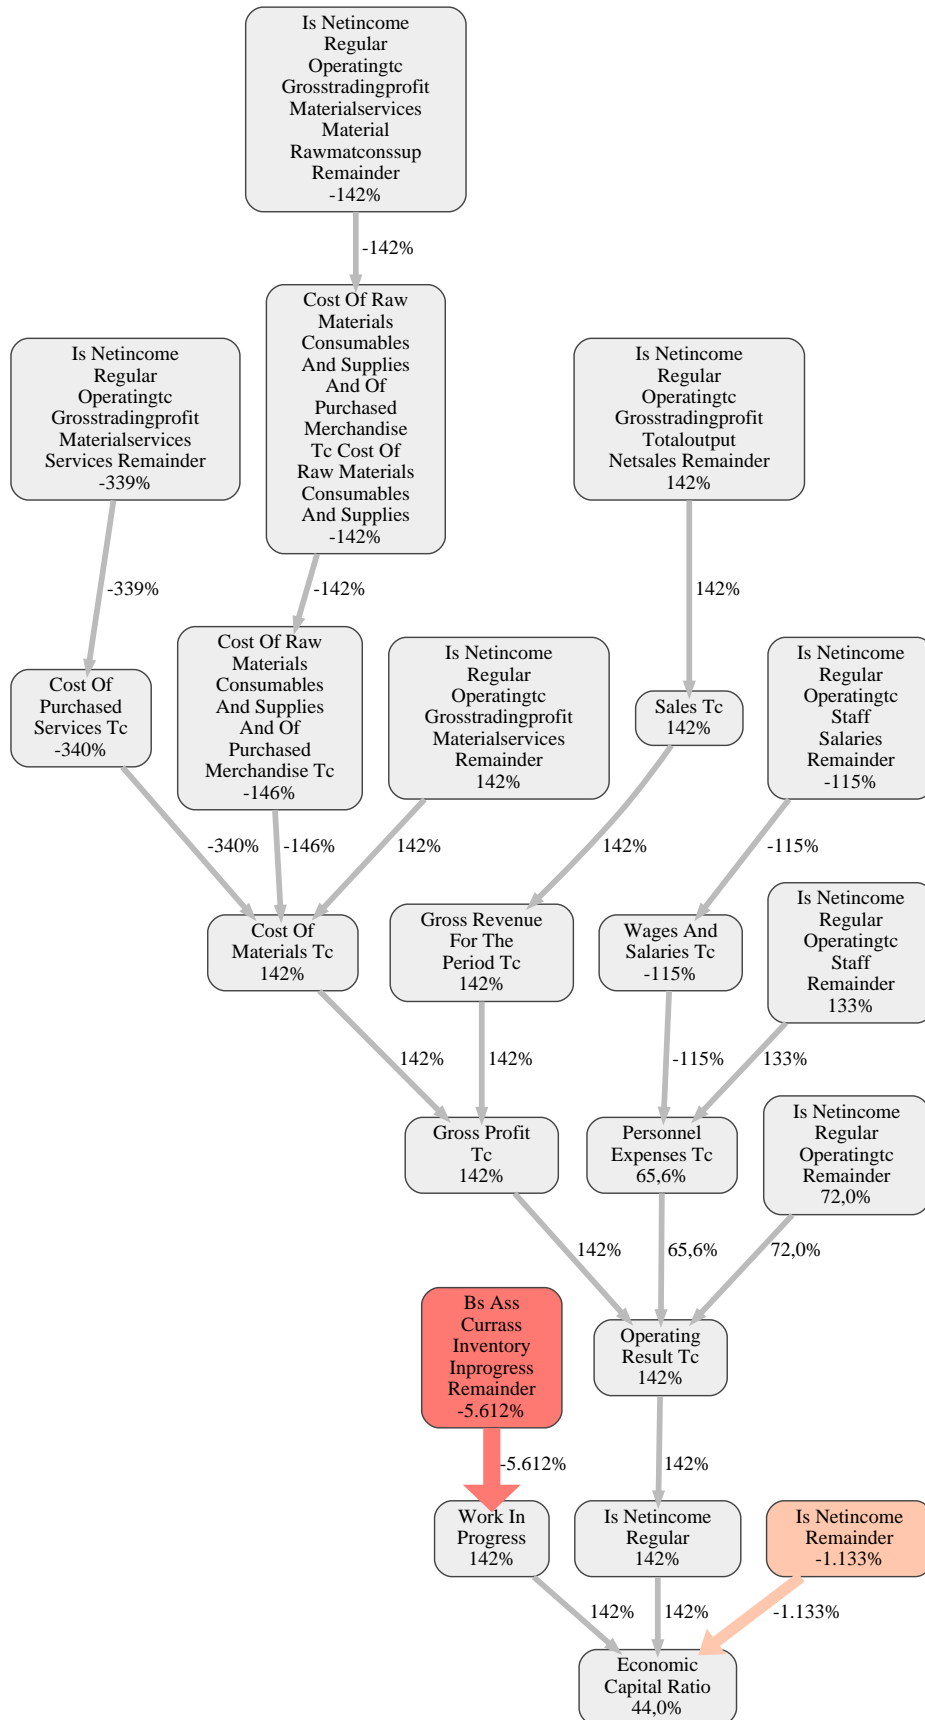 Is Netincome
Regular
Operatingtc
Grosstradingprofit
Materialservices
Material
Rawmatconssup
Remainder
-142%
-142%
Cost Of Raw
Materials
Consumables
And Supplies
And Of
Purchased
Merchandise
Tc Cost Of
Raw Materials
Consumables
And Supplies
-142%
Is Netincome
Regular
Operatingtc
Grosstradingprofit
Materialservices
Services Remainder
-339%
Is Netincome
Regular
Operatingtc
Grosstradingprofit
Totaloutput
Netsales Remainder
142%
-339%
-142%
142%
Cost Of
Purchased
Services Tc
-340%
Cost Of Raw
Materials
Consumables
And Supplies
And Of
Purchased
Merchandise Tc
-146%
Is Netincome
Regular
Operatingtc
Grosstradingprofit
Materialservices
Remainder
142%
Sales Tc
142%
Is Netincome
Regular
Operatingtc
Staff
Salaries
Remainder
-115%
-340%
-146%
142%
142%
-115%
Cost Of
Materials Tc
142%
Gross Revenue
For The
Period Tc
142%
Wages And
Salaries Tc
-115%
Is Netincome
Regular
Operatingtc
Staff
Remainder
133%
142%
142%
-115%
133%
Gross Profit
Tc
142%
Personnel
Expenses Tc
65,6%
Is Netincome
Regular
Operatingtc
Remainder
72,0%
142%
65,6%
72,0%
Bs Ass
Currass
Inventory
Inprogress
Remainder
-5.612%
Operating
Result Tc
142%
-5.612%
142%
Work In
Progress
142%
Is Netincome
Regular
142%
Is Netincome
Remainder
-1.133%
142%
142%
-1.133%
Economic
Capital Ratio
44,0%